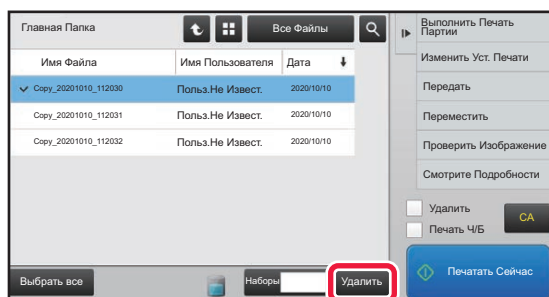 Главная Папка
Все Файлы
Имя Файла Имя Пользователя Дата
Copy_20201010_112030 Польз.Не Извест. 2020/10/10
Copy_20201010_112031 Польз.Не Извест. 2020/10/10
Copy_20201010_112032 Польз.Не Извест. 2020/10/10
Выбрать все
Наборы
Удалить
Выполнить Печать
Партии
Изменить Уст. Печати
Передать
Переместить
Проверить Изображение
Смотрите Подробности
Удалить
Печать Ч/Б
CA
Печатать Сейчас